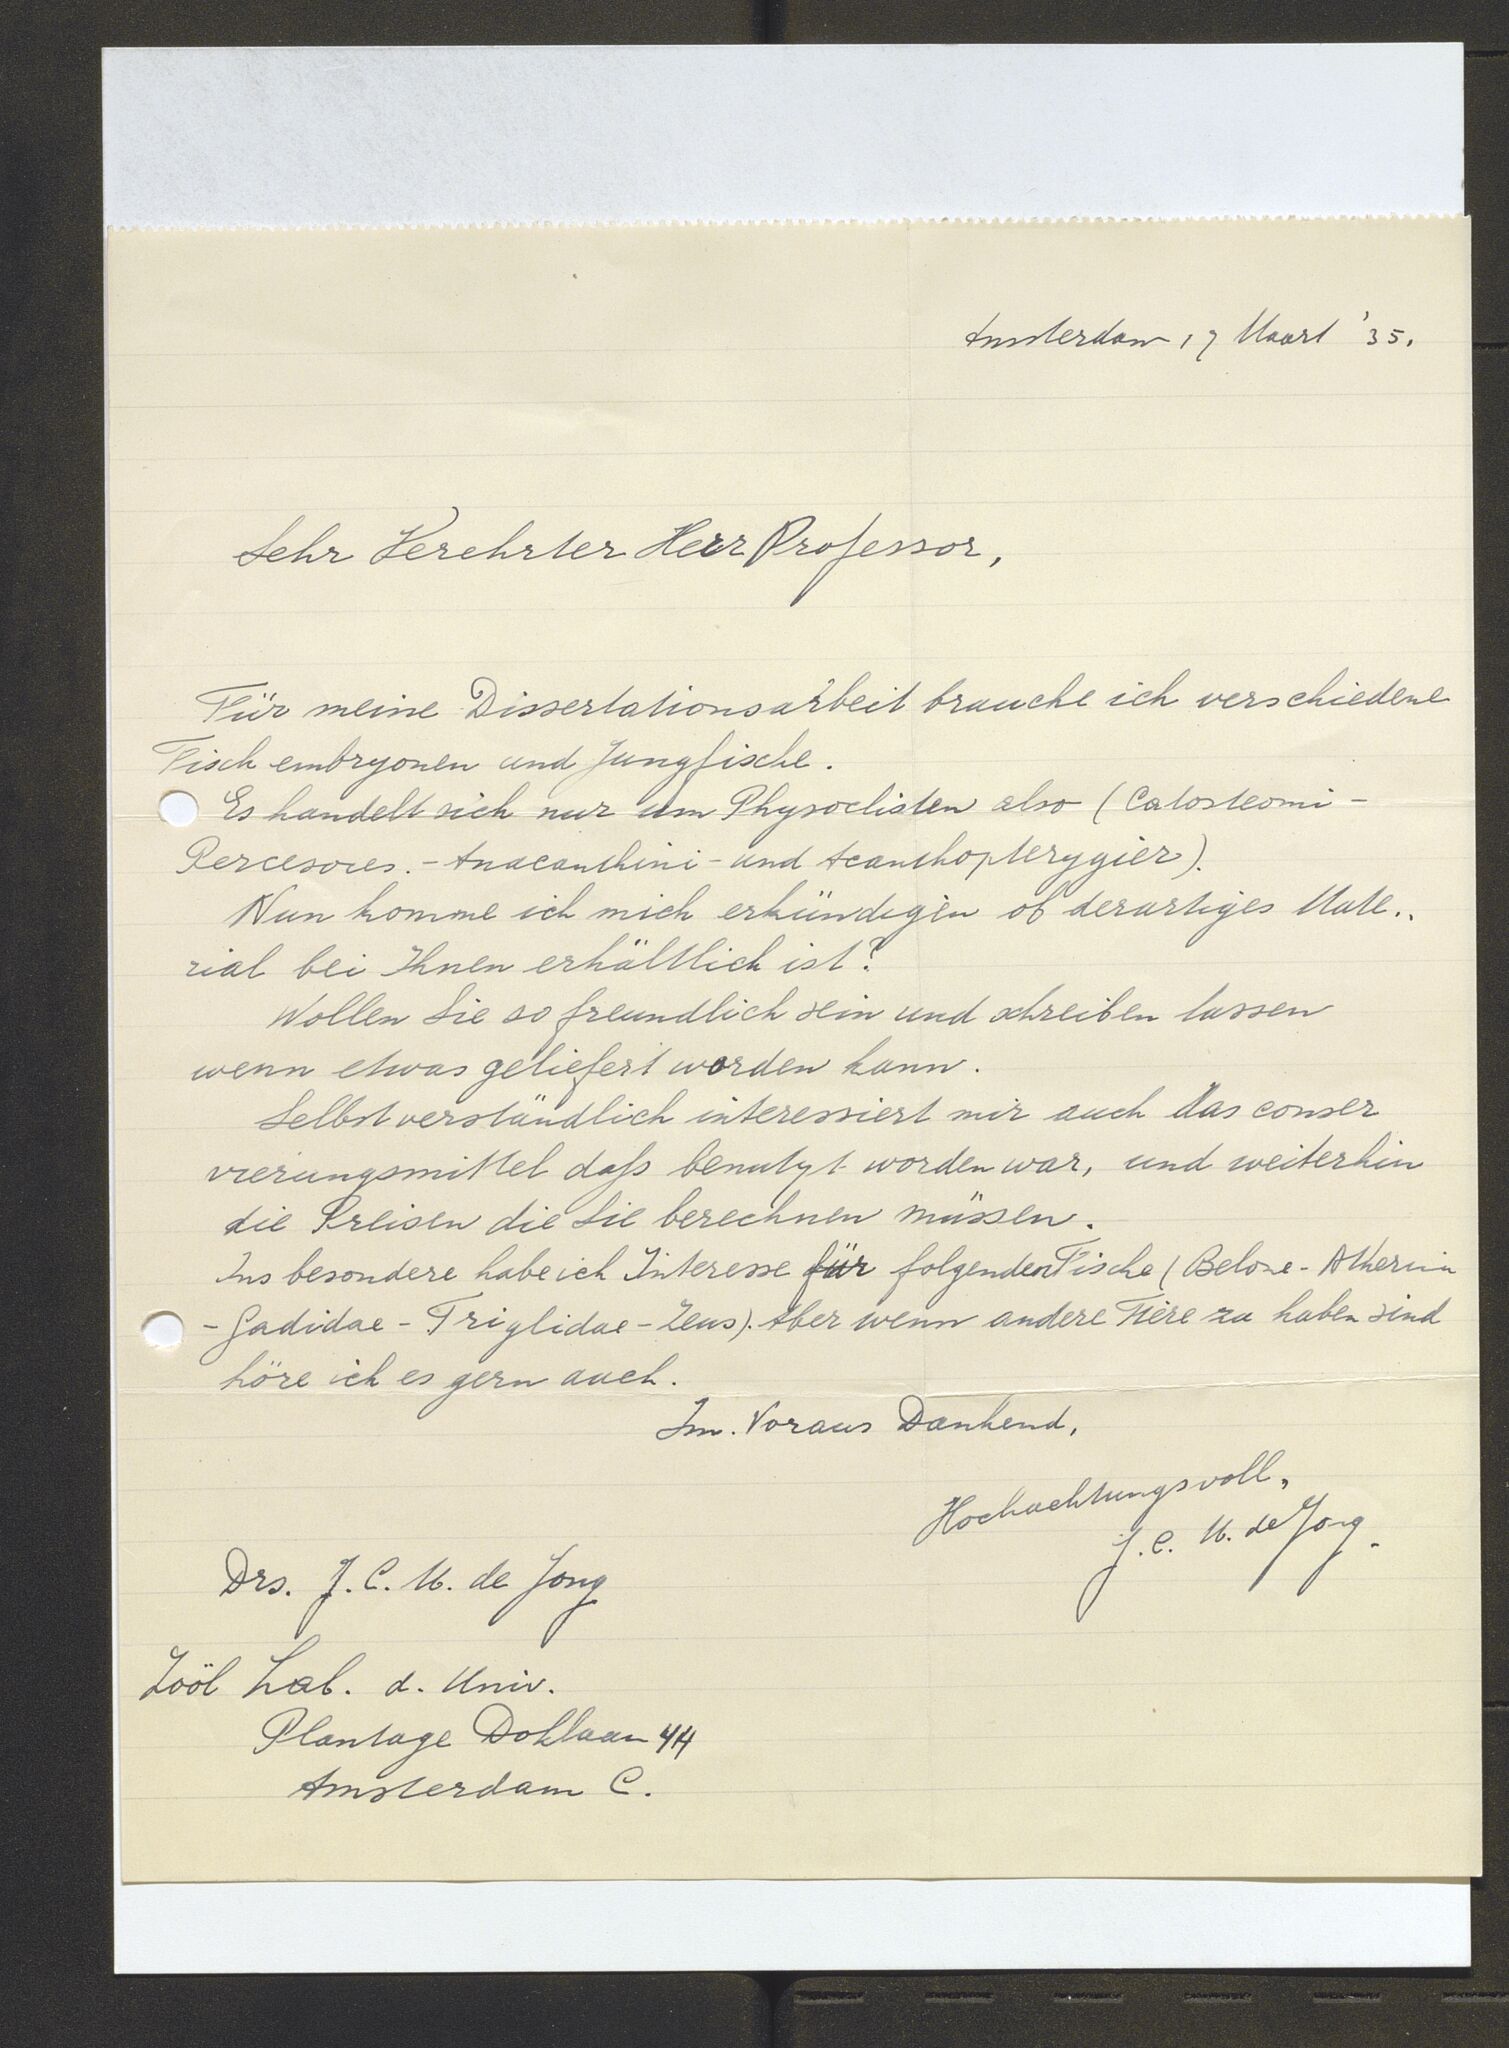 Amsterdam 17 Maart '35.
Sehr Verehrter Herr Professor,
Für meine Dissertationsarbeit brauche ich verschiedene
Fisch embryonen und Jungfische.
Es handelt sich nur um Physoclisten also (Catosteomi -
Percesoces. - Anacanthini - und Acanthopterygier).
Nun komme ich mich erkündigen ob derartiges Mate..
rial bei Ihnen erhältlich ist?
Wollen Sie so freundlich sein und schreiben lassen
wenn etwas geliefert worden kann.
Selbstverständlich interessiert mir auch das conser
vierungsmittel dass benutzt worden war, und weiterhin
die Preisen die Sie berechnen müssen.
Ins besondere habe ich Interesse für folgenden Fische (Belone - Atherina
- Gadidae - Triglidae - Zeus). Aber wenn andere Tiere zu haben sind
höre ich es gern auch.
Im. Voraus Dankend,
Hochachtungsvoll,
J. C. M. de Jong.
Drs. J. C. M. de Jong
Zoöl Lab. d. Univ.
Plantage Doklaan 44
Amsterdam C.